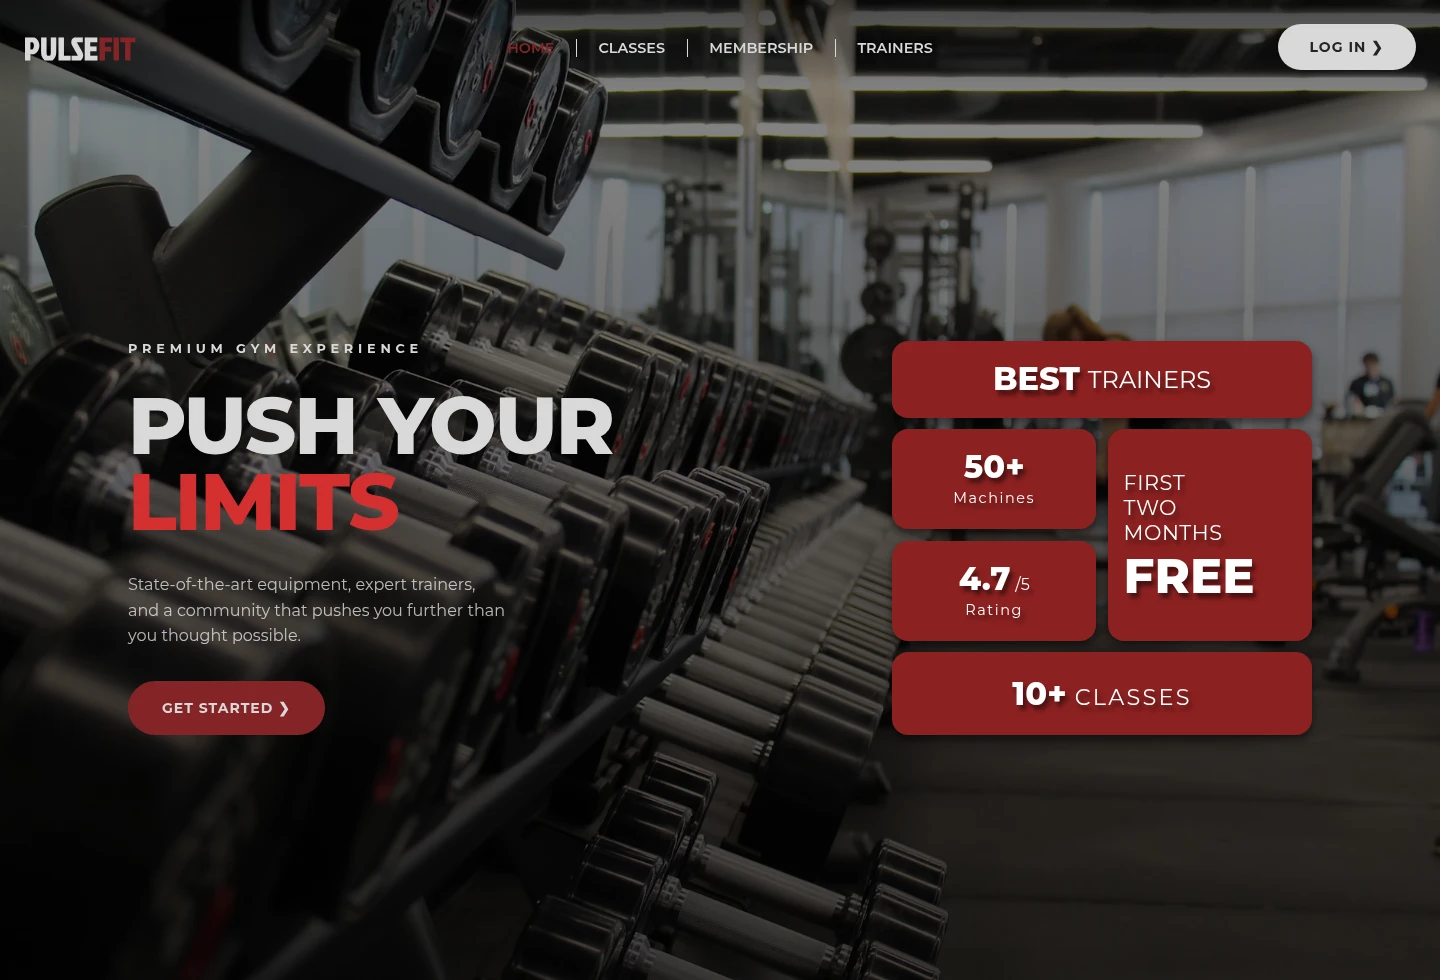 PULSEFIT
HOME
CLASSES
MEMBERSHIP
TRAINERS
LOG IN ❯
PREMIUM GYM EXPERIENCE
PUSH YOUR
LIMITS
State-of-the-art equipment, expert trainers,
and a community that pushes you further than
you thought possible.
GET STARTED ❯
BEST TRAINERS
50+
Machines
4.7 /5
Rating
FIRST
TWO
MONTHS
FREE
10+ CLASSES